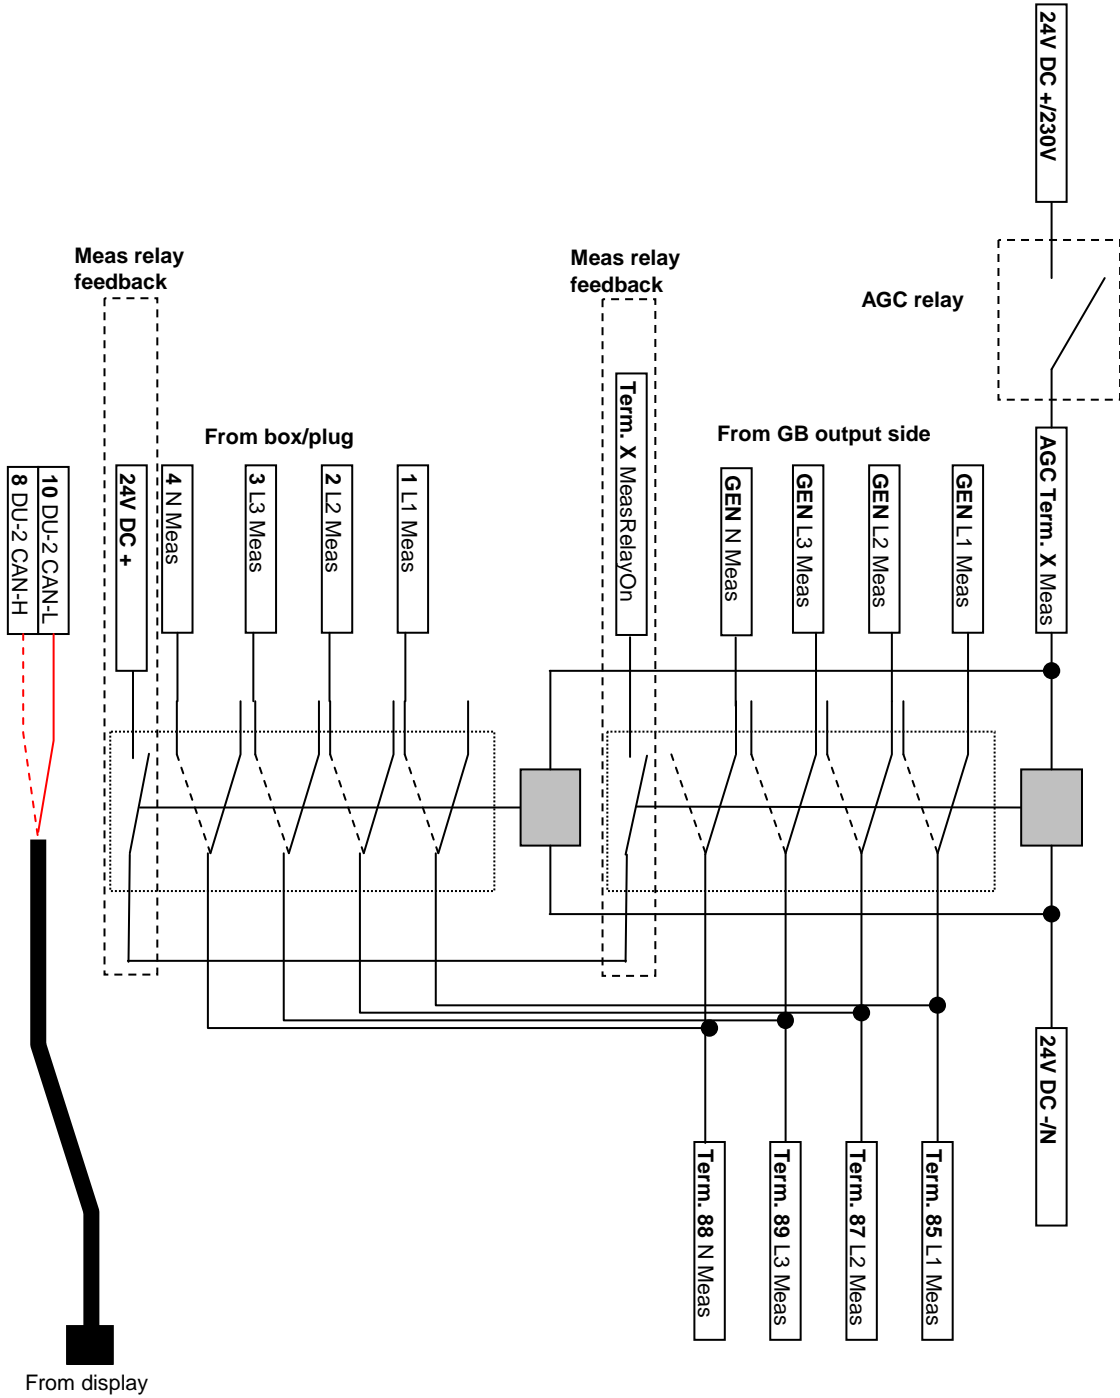 24V DC +/230V
Meas relay
feedback
Meas relay
feedback
AGC relay
From box/plug
From GB output side
8 DU-2 CAN-H
10 DU-2 CAN-L
24V DC +
4 N Meas
3 L3 Meas
2 L2 Meas
1 L1 Meas
Term. X MeasRelayOn
GEN N Meas
GEN L3 Meas
GEN L2 Meas
GEN L1 Meas
AGC Term. X Meas
24V DC -/N
Term. 88 N Meas
Term. 89 L3 Meas
Term. 87 L2 Meas
Term. 85 L1 Meas
From display